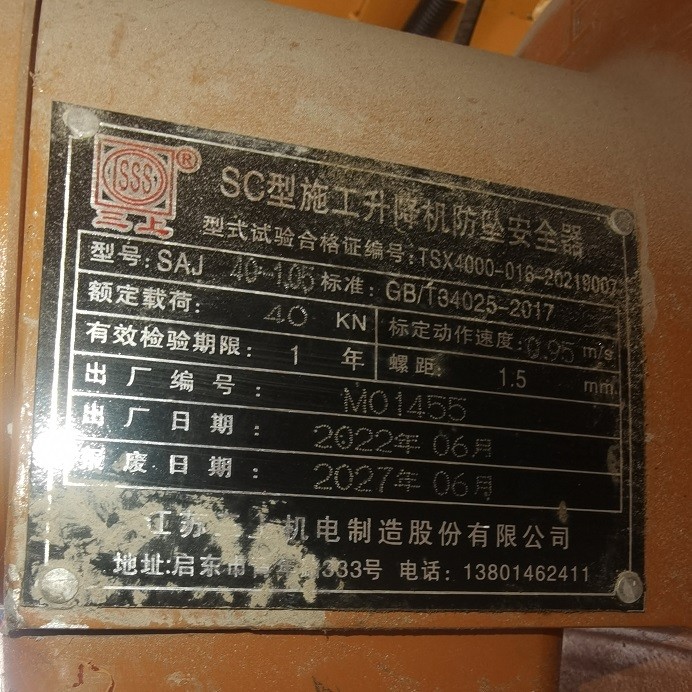 SSS ® 三上
SC型施工升降机防坠安全器
型式试验合格证编号:TSX4000-016-20219007
型号:SAJ 40-1.05 标准: GB/T34025-2017
额定载荷: 40 KN 标定动作速度: 0.95 m/s
有效检验期限: 1 年 螺距: 1.5 mm
出厂编号: M01455
出厂日期: 2022年06月
报废日期: 2027年06月
江苏 上机电制造股份有限公司
地址:启东市 333号 电话: 13801462411